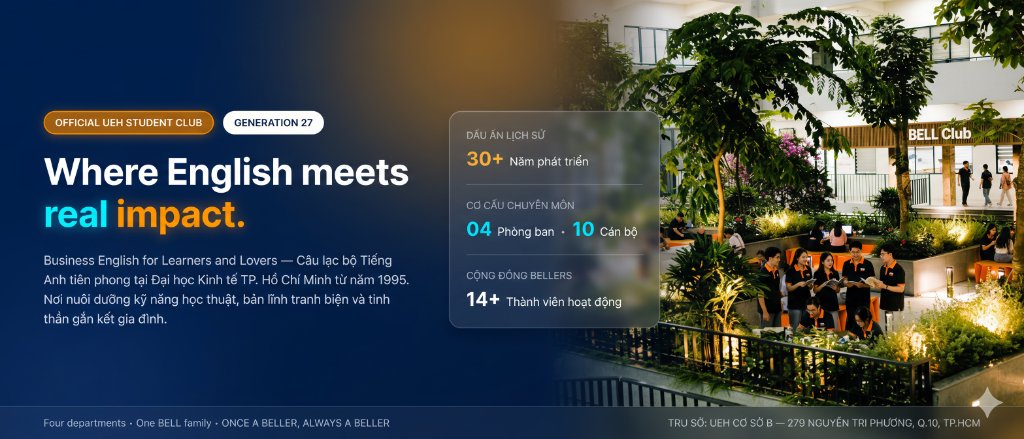 OFFICIAL UEH STUDENT CLUB
GENERATION 27
Where English meets
real impact.
Business English for Learners and Lovers — Câu lạc bộ Tiếng
Anh tiên phong tại Đại học Kinh tế TP. Hồ Chí Minh từ năm 1995.
Nơi nuôi dưỡng kỹ năng học thuật, bản lĩnh tranh biện và tinh
thần gắn kết gia đình.
DẤU ẤN LỊCH SỬ
30+ Năm phát triển
CƠ CẤU CHUYÊN MÔN
04 Phòng ban • 10 Cán bộ
CỘNG ĐỒNG BELLERS
14+ Thành viên hoạt động
BELL Club
Four departments • One BELL family • ONCE A BELLER, ALWAYS A BELLER
TRỤ SỞ: UEH CƠ SỞ B — 279 NGUYỄN TRI PHƯƠNG, Q.10, TP.HCM